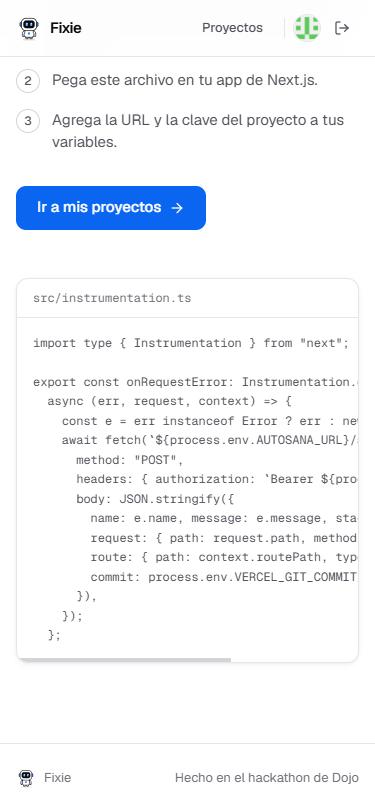 Fixie
Proyectos
2 Pega este archivo en tu app de Next.js.
3 Agrega la URL y la clave del proyecto a tus
variables.
Ir a mis proyectos →
src/instrumentation.ts
import type { Instrumentation } from "next";
export const onRequestError: Instrumentation.
  async (err, request, context) => {
    const e = err instanceof Error ? err : new
    await fetch(`${process.env.AUTOSANA_URL}/
      method: "POST",
      headers: { authorization: `Bearer ${pro
      body: JSON.stringify({
        name: e.name, message: e.message, sta
        request: { path: request.path, method
        route: { path: context.routePath, typ
        commit: process.env.VERCEL_GIT_COMMIT
      }),
    });
  };
Fixie
Hecho en el hackathon de Dojo